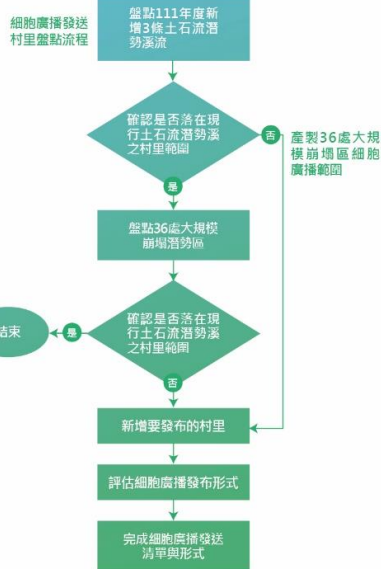 細胞廣播發送
村里盤點流程
盤點111年度新
增3條土石流潛
勢溪流
確認是否落在現
行土石流潛勢溪
之村里範圍
否
產製36處大規
模崩塌區細胞
廣播範圍
是
盤點36處大規模
崩塌潛勢區
確認是否落在現
行土石流潛勢溪
之村里範圍
是
結束
否
新增要發布的村里
評估細胞廣播發布形式
完成細胞廣播發送
清單與形式